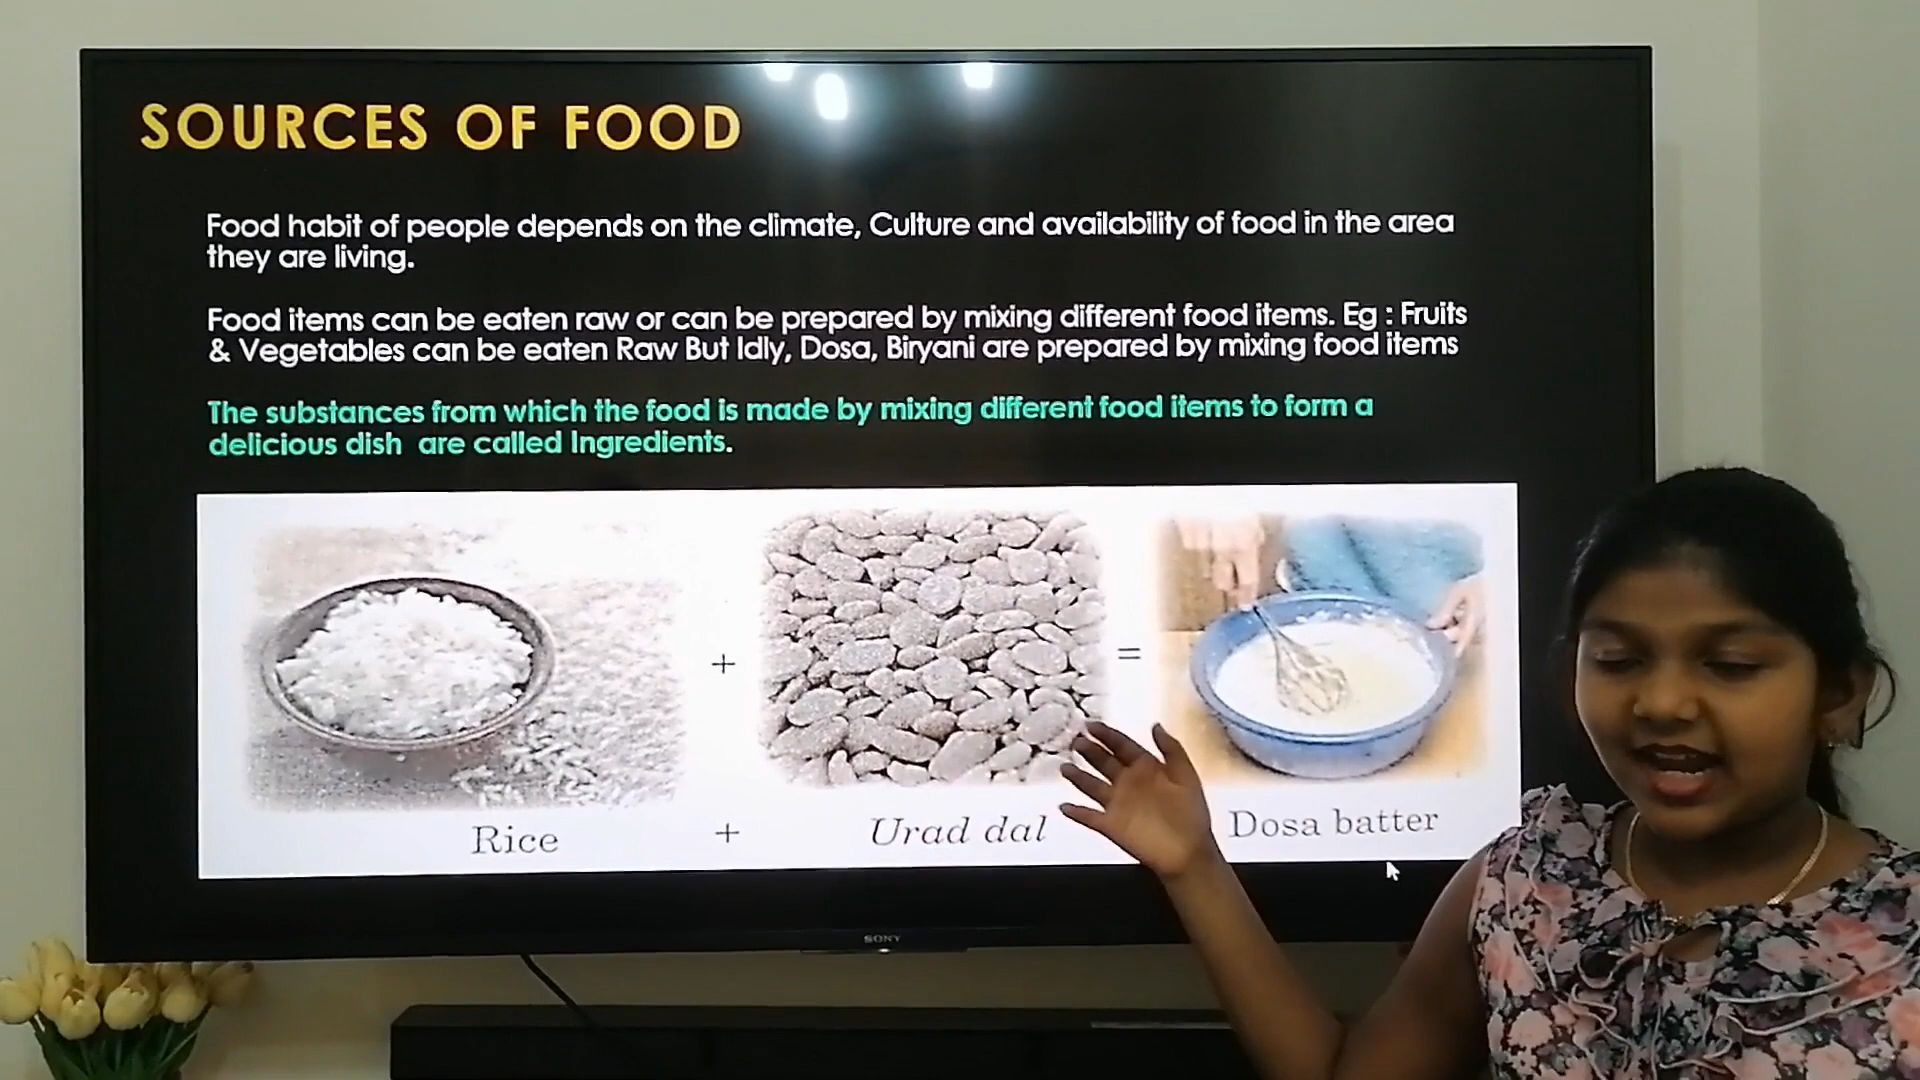 SOURCES OF FOOD
Food habit of people depends on the climate, Culture and availability of food in the area
they are living.
Food items can be eaten raw or can be prepared by mixing different food items. Eg : Fruits
& Vegetables can be eaten Raw But Idly, Dosa, Biryani are prepared by mixing food items
The substances from which the food is made by mixing different food items to form a
delicious dish are called Ingredients.
+ =
Rice + Urad dal Dosa batter
SONY